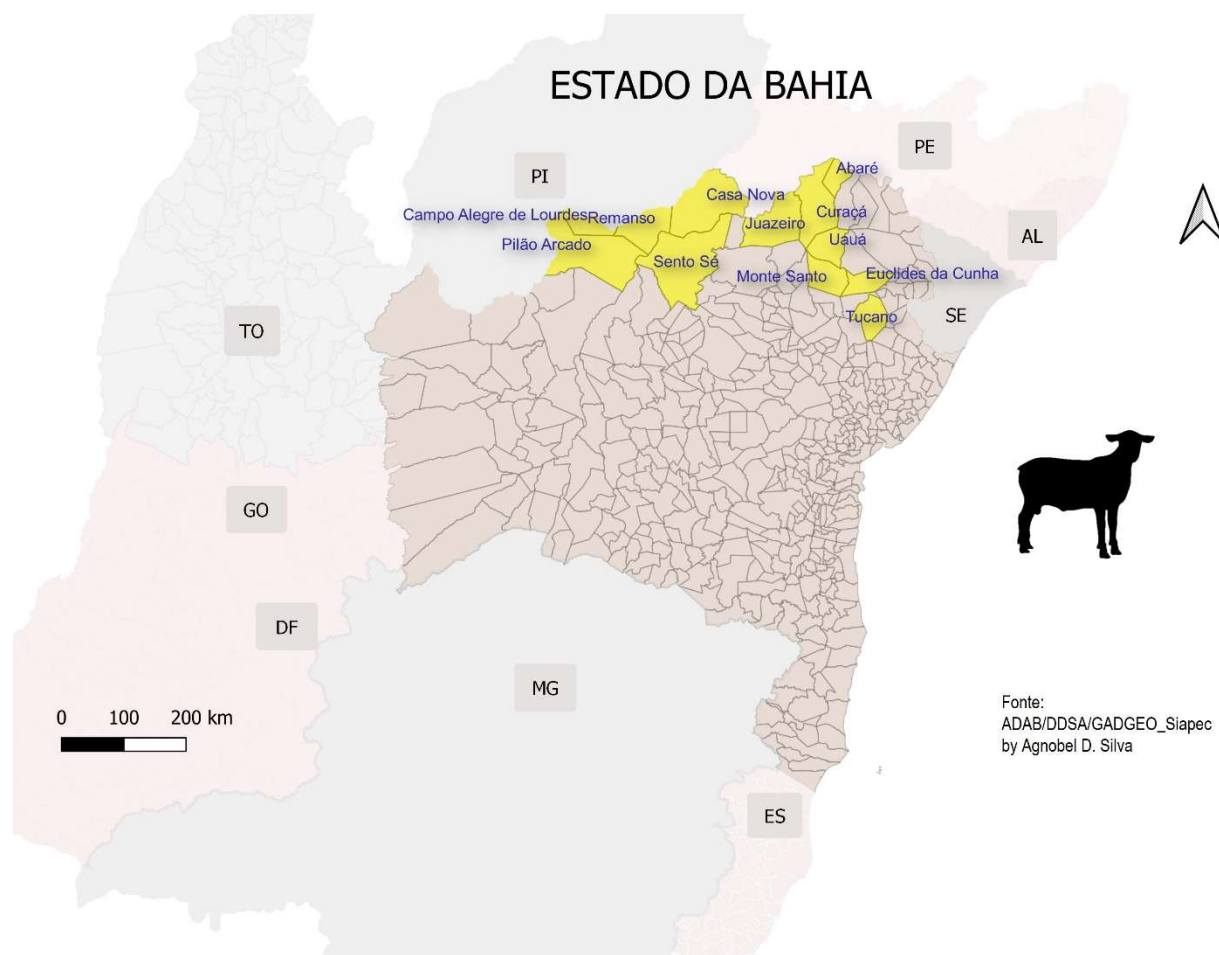 ESTADO DA BAHIA
PE
Abaré
PI
Casa Nova
Campo Alegre de Lourdes
Remanso
Curaçá
Juazeiro
AL
Pilão Arcado
Uauá
Sento Sé
Monte Santo
Euclides da Cunha
TO
Tucano
SE
GO
DF
MG
0 100 200 km
Fonte:
ADAB/DDSA/GADGEO_Siapec
by Agnobel D. Silva
ES